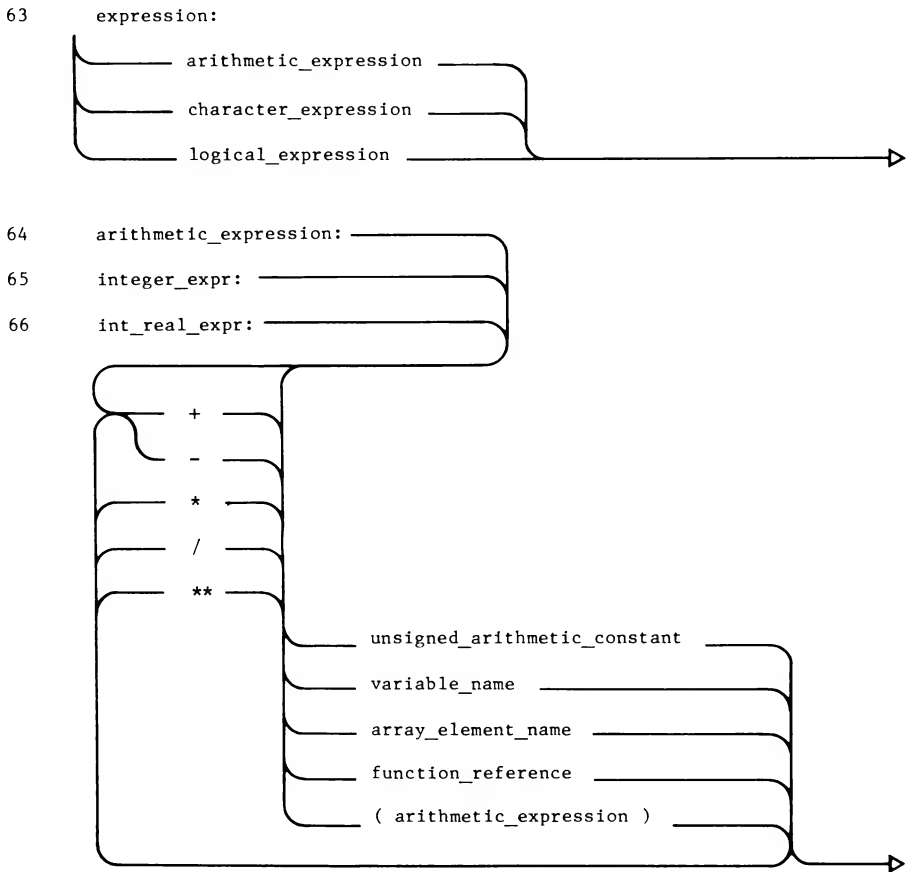 63 expression:
arithmetic_expression
character_expression
logical_expression
64 arithmetic_expression:
65 integer_expr:
66 int_real_expr:
+
-
*
/
**
unsigned_arithmetic_constant
variable_name
array_element_name
function_reference
( arithmetic_expression )